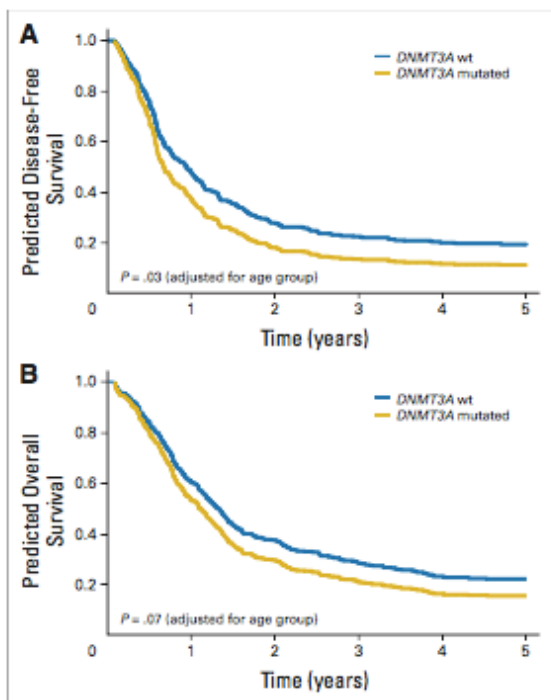 A
Predicted Disease-Free
Survival
1.0
0.8
0.6
0.4
0.2
0
1
2
3
4
5
DNMT3A wt
DNMT3A mutated
P = .03 (adjusted for age group)
Time (years)
B
Predicted Overall
Survival
1.0
0.8
0.6
0.4
0.2
0
1
2
3
4
5
DNMT3A wt
DNMT3A mutated
P = .07 (adjusted for age group)
Time (years)